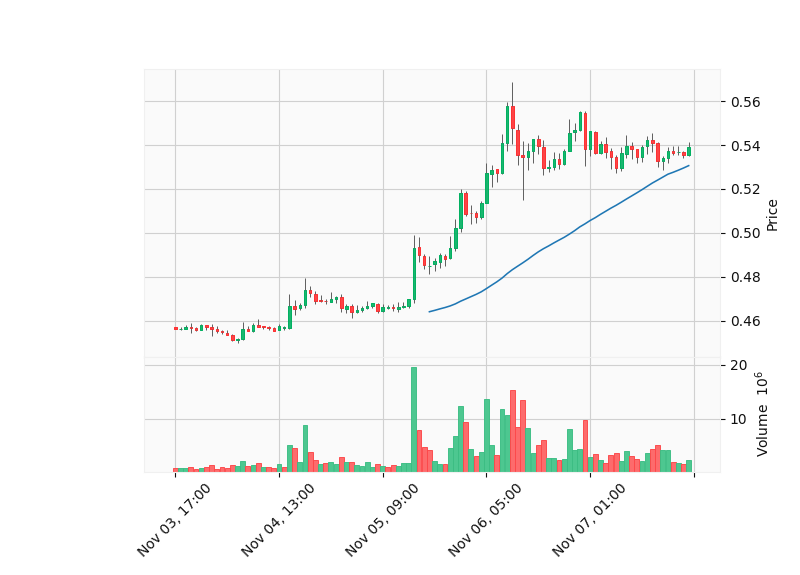 0.56
0.54
0.52
0.50
0.48
0.46
Price
20
10
Volume 10^6
Nov 03, 17:00
Nov 04, 13:00
Nov 05, 09:00
Nov 06, 05:00
Nov 07, 01:00